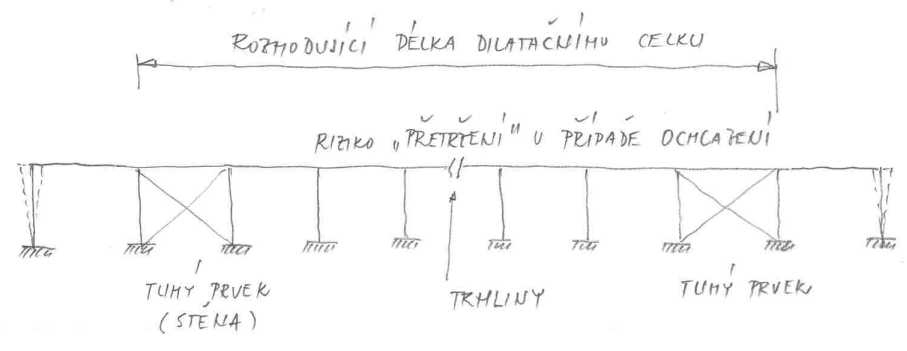 ROZHODUJÍCÍ DÉLKA DILATAČNÍHO CELKU
RIZIKO „PŘETRŽENÍ" V PŘÍPADĚ OCHLAZENÍ
TUHÝ PRVEK
(STĚNA)
TRHLINY
TUHÝ PRVEK